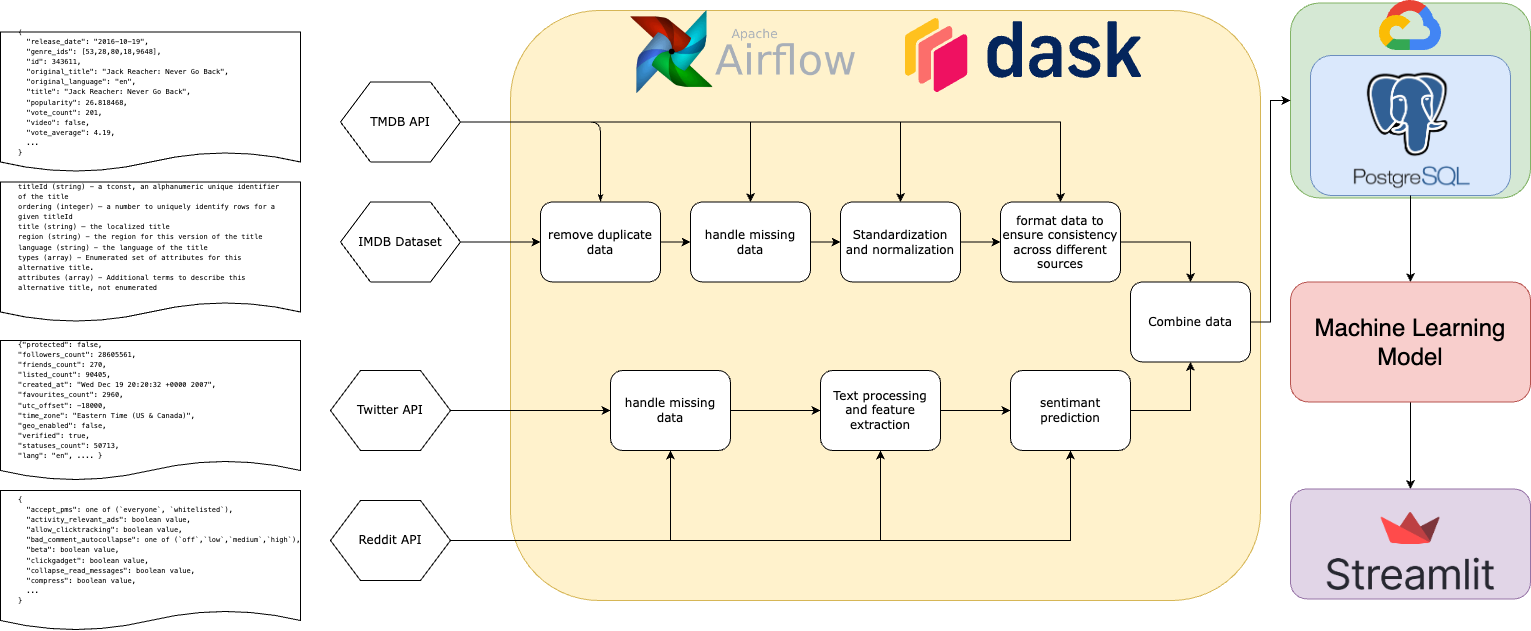 {
"release_date": "2016-10-19",
"genre_ids": [53,28,80,18,9648],
"id": 343611,
"original_title": "Jack Reacher: Never Go Back",
"original_language": "en",
"title": "Jack Reacher: Never Go Back",
"popularity": 26.818468,
"vote_count": 201,
"video": false,
"vote_average": 4.19,
...
}
titleId (string) – a tconst, an alphanumeric unique identifier
of the title
ordering (integer) – a number to uniquely identify rows for a
given titleId
title (string) – the localized title
region (string) – the region for this version of the title
language (string) – the language of the title
types (array) – Enumerated set of attributes for this
alternative title.
attributes (array) – Additional terms to describe this
alternative title, not enumerated
{"protected": false,
"followers_count": 28605561,
"friends_count": 270,
"listed_count": 90405,
"created_at": "Wed Dec 19 20:20:32 +0000 2007",
"favourites_count": 2960,
"utc_offset": -18000,
"time_zone": "Eastern Time (US & Canada)",
"geo_enabled": false,
"verified": true,
"statuses_count": 50713,
"lang": "en", .... }
{
"accept_pms": one of (`everyone`, `whitelisted`),
"activity_relevant_ads": boolean value,
"allow_clicktracking": boolean value,
"bad_comment_autocollapse": one of (`off`,`low`,`medium`,`high`),
"beta": boolean value,
"clickgadget": boolean value,
"collapse_read_messages": boolean value,
"compress": boolean value,
...
}
TMDB API
IMDB Dataset
Twitter API
Reddit API
Apache
Airflow
dask
remove duplicate
data
handle missing
data
Standardization
and normalization
format data to
ensure consistency
across different
sources
Combine data
handle missing
data
Text processing
and feature
extraction
sentimant
prediction
PostgreSQL
Machine Learning
Model
Streamlit